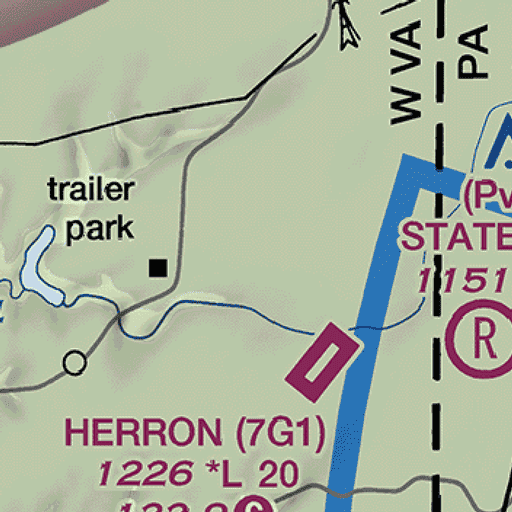 W VA
PA
trailer
park
(Pv
STATE
1151
R
HERRON (7G1)
1226 *L 20
C